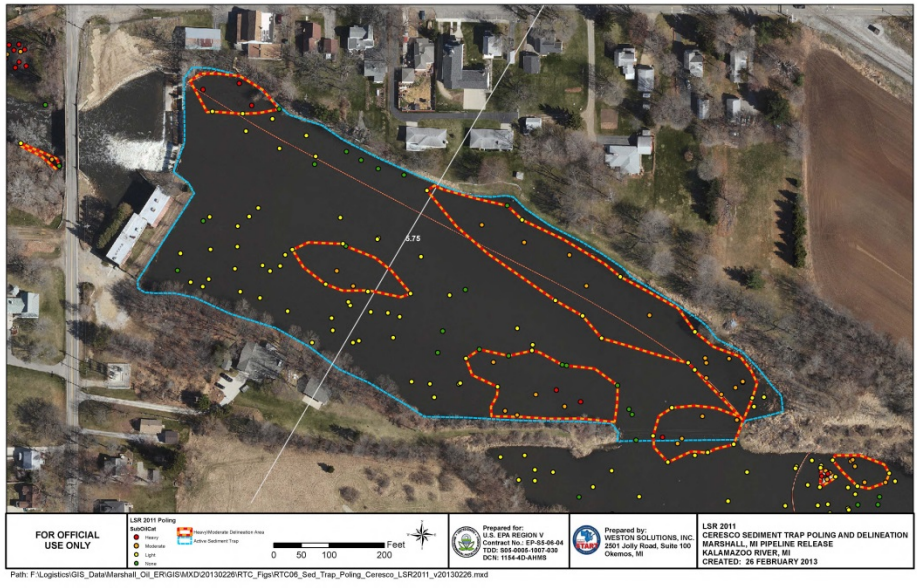 5.75
FOR OFFICIAL
USE ONLY
LSR 2011 Poling
SubOilCat
Heavy
Moderate
Light
None
Heavy/Moderate Delineation Area
Active Sediment Trap
0 50 100 200
Feet
Prepared for:
U.S. EPA REGION V
Contract No.: EP-S5-06-04
TDD: S05-0005-1007-030
DCN: 1154-4D-AHMS
START
Prepared by:
WESTON SOLUTIONS, INC.
2501 Jolly Road, Suite 100
Okemos, MI
LSR 2011
CERESCO SEDIMENT TRAP POLING AND DELINEATION
MARSHALL, MI PIPELINE RELEASE
KALAMAZOO RIVER, MI
CREATED: 26 FEBRUARY 2013
Path: F:\Logistics\GIS_Data\Marshall_Oil_ER\GIS\MXD\20130226\RTC_Figs\RTC06_Sed_Trap_Poling_Ceresco_LSR2011_v20130226.mxd